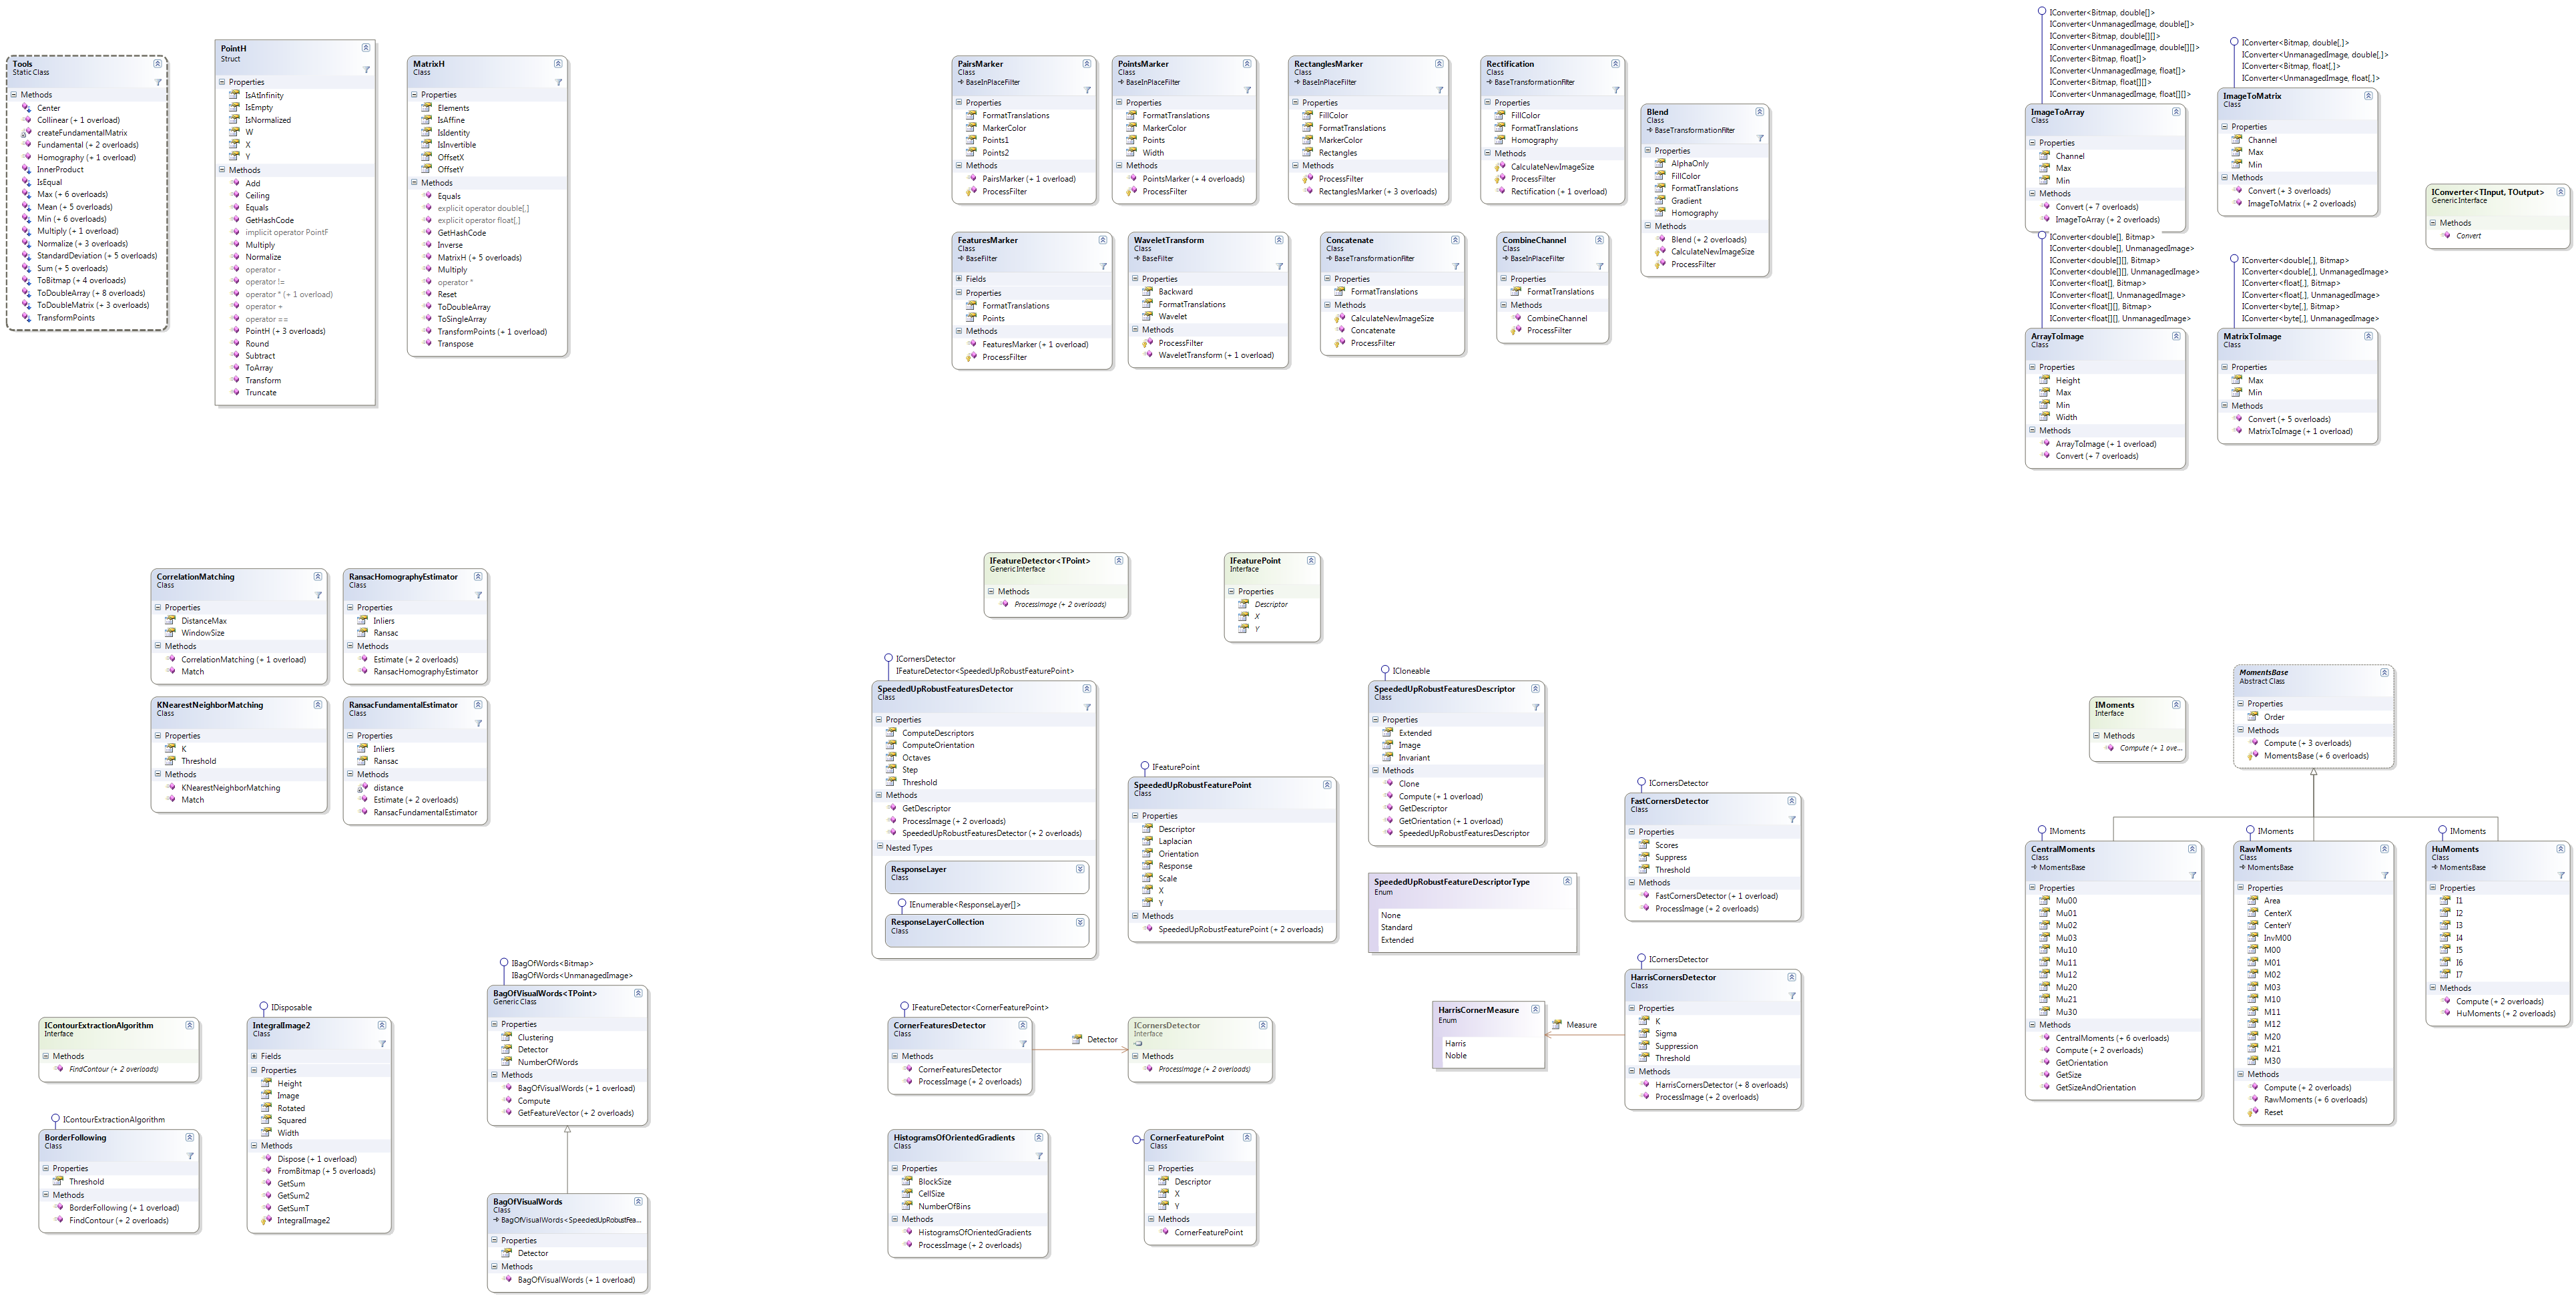 Tools
Static Class
Methods
Center
Collinear (+ 1 overload)
createFundamentalMatrix
Fundamental (+ 2 overloads)
Homography (+ 1 overload)
InnerProduct
IsEqual
Max (+ 6 overloads)
Mean (+ 5 overloads)
Min (+ 6 overloads)
Multiply (+ 1 overload)
Normalize (+ 3 overloads)
StandardDeviation (+ 5 overloads)
Sum (+ 5 overloads)
ToBitmap (+ 4 overloads)
ToDoubleArray (+ 8 overloads)
ToDoubleMatrix (+ 3 overloads)
TransformPoints
PointH
Struct
Properties
IsAtInfinity
IsEmpty
IsNormalized
W
X
Y
Methods
Add
Ceiling
Equals
GetHashCode
implicit operator PointF
Multiply
Normalize
operator -
operator !=
operator * (+ 1 overload)
operator +
operator ==
PointH (+ 3 overloads)
Round
Subtract
ToArray
Transform
Truncate
MatrixH
Class
Properties
Elements
IsAffine
IsIdentity
IsInvertible
OffsetX
OffsetY
Methods
Equals
explicit operator double[,]
explicit operator float[,]
GetHashCode
Inverse
MatrixH (+ 5 overloads)
Multiply
operator *
Reset
ToDoubleArray
ToSingleArray
TransformPoints (+ 1 overload)
Transpose
PairsMarker
Class
BaseInPlaceFilter
Properties
FormatTranslations
MarkerColor
Points1
Points2
Methods
PairsMarker (+ 1 overload)
ProcessFilter
PointsMarker
Class
BaseInPlaceFilter
Properties
FormatTranslations
MarkerColor
Points
Width
Methods
PointsMarker (+ 4 overloads)
ProcessFilter
RectanglesMarker
Class
BaseInPlaceFilter
Properties
FillColor
FormatTranslations
MarkerColor
Rectangles
Methods
ProcessFilter
RectanglesMarker (+ 3 overloads)
Rectification
Class
BaseTransformationFilter
Properties
FillColor
FormatTranslations
Homography
Methods
CalculateNewImageSize
ProcessFilter
Rectification (+ 1 overload)
Blend
Class
BaseTransformationFilter
Properties
AlphaOnly
FillColor
FormatTranslations
Gradient
Homography
Methods
Blend (+ 2 overloads)
CalculateNewImageSize
ProcessFilter
FeaturesMarker
Class
BaseFilter
Fields
Properties
FormatTranslations
Points
Methods
FeaturesMarker (+ 1 overload)
ProcessFilter
WaveletTransform
Class
BaseFilter
Properties
Backward
FormatTranslations
Wavelet
Methods
ProcessFilter
WaveletTransform (+ 1 overload)
Concatenate
Class
BaseTransformationFilter
Properties
FormatTranslations
Methods
CalculateNewImageSize
Concatenate
ProcessFilter
CombineChannel
Class
BaseInPlaceFilter
Properties
FormatTranslations
Methods
CombineChannel
ProcessFilter
IConverter<Bitmap, double[]>
IConverter<UnmanagedImage, double[]>
IConverter<Bitmap, double[][]>
IConverter<UnmanagedImage, double[][]>
IConverter<Bitmap, float[]>
IConverter<UnmanagedImage, float[]>
IConverter<Bitmap, float[][]>
IConverter<UnmanagedImage, float[][]>
ImageToArray
Class
Properties
Channel
Max
Min
Methods
Convert (+ 7 overloads)
ImageToArray (+ 2 overloads)
IConverter<Bitmap, double[,]>
IConverter<UnmanagedImage, double[,]>
IConverter<Bitmap, float[,]>
IConverter<UnmanagedImage, float[,]>
ImageToMatrix
Class
Properties
Channel
Max
Min
Methods
Convert (+ 3 overloads)
ImageToMatrix (+ 2 overloads)
IConverter<TInput, TOutput>
Generic Interface
Methods
Convert
IConverter<double[], Bitmap>
IConverter<double[], UnmanagedImage>
IConverter<double[][], Bitmap>
IConverter<double[][], UnmanagedImage>
IConverter<float[], Bitmap>
IConverter<float[], UnmanagedImage>
IConverter<float[][], Bitmap>
IConverter<float[][], UnmanagedImage>
ArrayToImage
Class
Properties
Height
Max
Min
Width
Methods
ArrayToImage (+ 1 overload)
Convert (+ 7 overloads)
IConverter<double[,], Bitmap>
IConverter<double[,], UnmanagedImage>
IConverter<float[,], Bitmap>
IConverter<float[,], UnmanagedImage>
IConverter<byte[,], Bitmap>
IConverter<byte[,], UnmanagedImage>
MatrixToImage
Class
Properties
Max
Min
Methods
Convert (+ 5 overloads)
MatrixToImage (+ 1 overload)
CorrelationMatching
Class
Properties
DistanceMax
WindowSize
Methods
CorrelationMatching (+ 1 overload)
Match
RansacHomographyEstimator
Class
Properties
Inliers
Ransac
Methods
Estimate (+ 2 overloads)
RansacHomographyEstimator
KNearestNeighborMatching
Class
Properties
K
Threshold
Methods
KNearestNeighborMatching
Match
RansacFundamentalEstimator
Class
Properties
Inliers
Ransac
Methods
distance
Estimate (+ 2 overloads)
RansacFundamentalEstimator
IFeatureDetector<TPoint>
Generic Interface
Methods
ProcessImage (+ 2 overloads)
IFeaturePoint
Interface
Properties
Descriptor
X
Y
ICornersDetector
IFeatureDetector<SpeededUpRobustFeaturePoint>
SpeededUpRobustFeaturesDetector
Class
Properties
ComputeDescriptors
ComputeOrientation
Octaves
Step
Threshold
Methods
GetDescriptor
ProcessImage (+ 2 overloads)
SpeededUpRobustFeaturesDetector (+ 2 overloads)
Nested Types
ResponseLayer
Class
IEnumerable<ResponseLayer[]>
ResponseLayerCollection
Class
IFeaturePoint
SpeededUpRobustFeaturePoint
Class
Properties
Descriptor
Laplacian
Orientation
Response
Scale
X
Y
Methods
SpeededUpRobustFeaturePoint (+ 2 overloads)
ICloneable
SpeededUpRobustFeaturesDescriptor
Class
Properties
Extended
Image
Invariant
Methods
Clone
Compute (+ 1 overload)
GetDescriptor
GetOrientation (+ 1 overload)
SpeededUpRobustFeaturesDescriptor
SpeededUpRobustFeatureDescriptorType
Enum
None
Standard
Extended
ICornersDetector
FastCornersDetector
Class
Properties
Scores
Suppress
Threshold
Methods
FastCornersDetector (+ 1 overload)
ProcessImage (+ 2 overloads)
ICornersDetector
HarrisCornersDetector
Class
Properties
K
Sigma
Suppression
Threshold
Methods
HarrisCornersDetector (+ 8 overloads)
ProcessImage (+ 2 overloads)
Measure
HarrisCornerMeasure
Enum
Harris
Noble
IMoments
Interface
Methods
Compute (+ 1 ove...
MomentsBase
Abstract Class
Properties
Order
Methods
Compute (+ 3 overloads)
MomentsBase (+ 6 overloads)
IMoments
CentralMoments
Class
MomentsBase
Properties
Mu00
Mu01
Mu02
Mu03
Mu10
Mu11
Mu12
Mu20
Mu21
Mu30
Methods
CentralMoments (+ 6 overloads)
Compute (+ 2 overloads)
GetOrientation
GetSize
GetSizeAndOrientation
IMoments
RawMoments
Class
MomentsBase
Properties
Area
CenterX
CenterY
InvM00
M00
M01
M02
M03
M10
M11
M12
M20
M21
M30
Methods
Compute (+ 2 overloads)
RawMoments (+ 6 overloads)
Reset
IMoments
HuMoments
Class
MomentsBase
Properties
I1
I2
I3
I4
I5
I6
I7
Methods
Compute (+ 2 overloads)
HuMoments (+ 2 overloads)
IContourExtractionAlgorithm
Interface
Methods
FindContour (+ 2 overloads)
IContourExtractionAlgorithm
BorderFollowing
Class
Properties
Threshold
Methods
BorderFollowing (+ 1 overload)
FindContour (+ 2 overloads)
IDisposable
IntegralImage2
Class
Fields
Properties
Height
Image
Rotated
Squared
Width
Methods
Dispose (+ 1 overload)
FromBitmap (+ 5 overloads)
GetSum
GetSum2
GetSumT
IntegralImage2
IBagOfWords<Bitmap>
IBagOfWords<UnmanagedImage>
BagOfVisualWords<TPoint>
Generic Class
Properties
Clustering
Detector
NumberOfWords
Methods
BagOfVisualWords (+ 1 overload)
Compute
GetFeatureVector (+ 2 overloads)
BagOfVisualWords
Class
BagOfVisualWords<SpeededUpRobustFea...
Properties
Detector
Methods
BagOfVisualWords (+ 1 overload)
IFeatureDetector<CornerFeaturePoint>
CornerFeaturesDetector
Class
Methods
CornerFeaturesDetector
ProcessImage (+ 2 overloads)
Detector
ICornersDetector
Interface
Methods
ProcessImage (+ 2 overloads)
HistogramsOfOrientedGradients
Class
Properties
BlockSize
CellSize
NumberOfBins
Methods
HistogramsOfOrientedGradients
ProcessImage (+ 2 overloads)
CornerFeaturePoint
Class
Properties
Descriptor
X
Y
Methods
CornerFeaturePoint